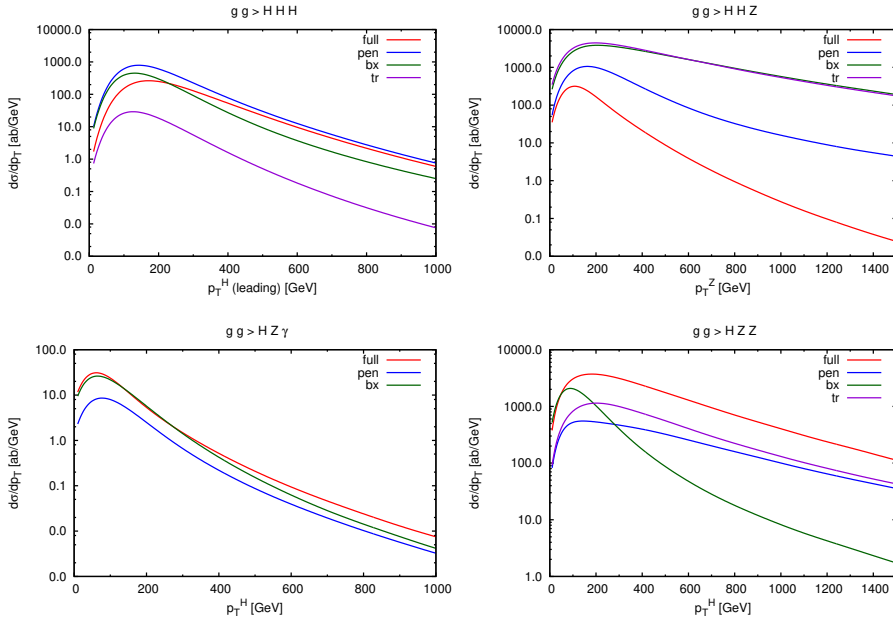 g g > H H H
full
pen
bx
tr
10000.0
1000.0
100.0
10.0
1.0
0.1
0.0
0.0
0 200 400 600 800 1000
dσ/dp_T [ab/GeV]
p_T^H (leading) [GeV]
g g > H H Z
full
pen
bx
tr
10000.0
1000.0
100.0
10.0
1.0
0.1
0.0
0 200 400 600 800 1000 1200 1400
dσ/dp_T [ab/GeV]
p_T^Z [GeV]
g g > H Z γ
full
pen
bx
100.0
10.0
1.0
0.1
0.0
0.0
0 200 400 600 800 1000
dσ/dp_T [ab/GeV]
p_T^H [GeV]
g g > H Z Z
full
pen
bx
tr
10000.0
1000.0
100.0
10.0
1.0
0 200 400 600 800 1000 1200 1400
dσ/dp_T [ab/GeV]
p_T^H [GeV]